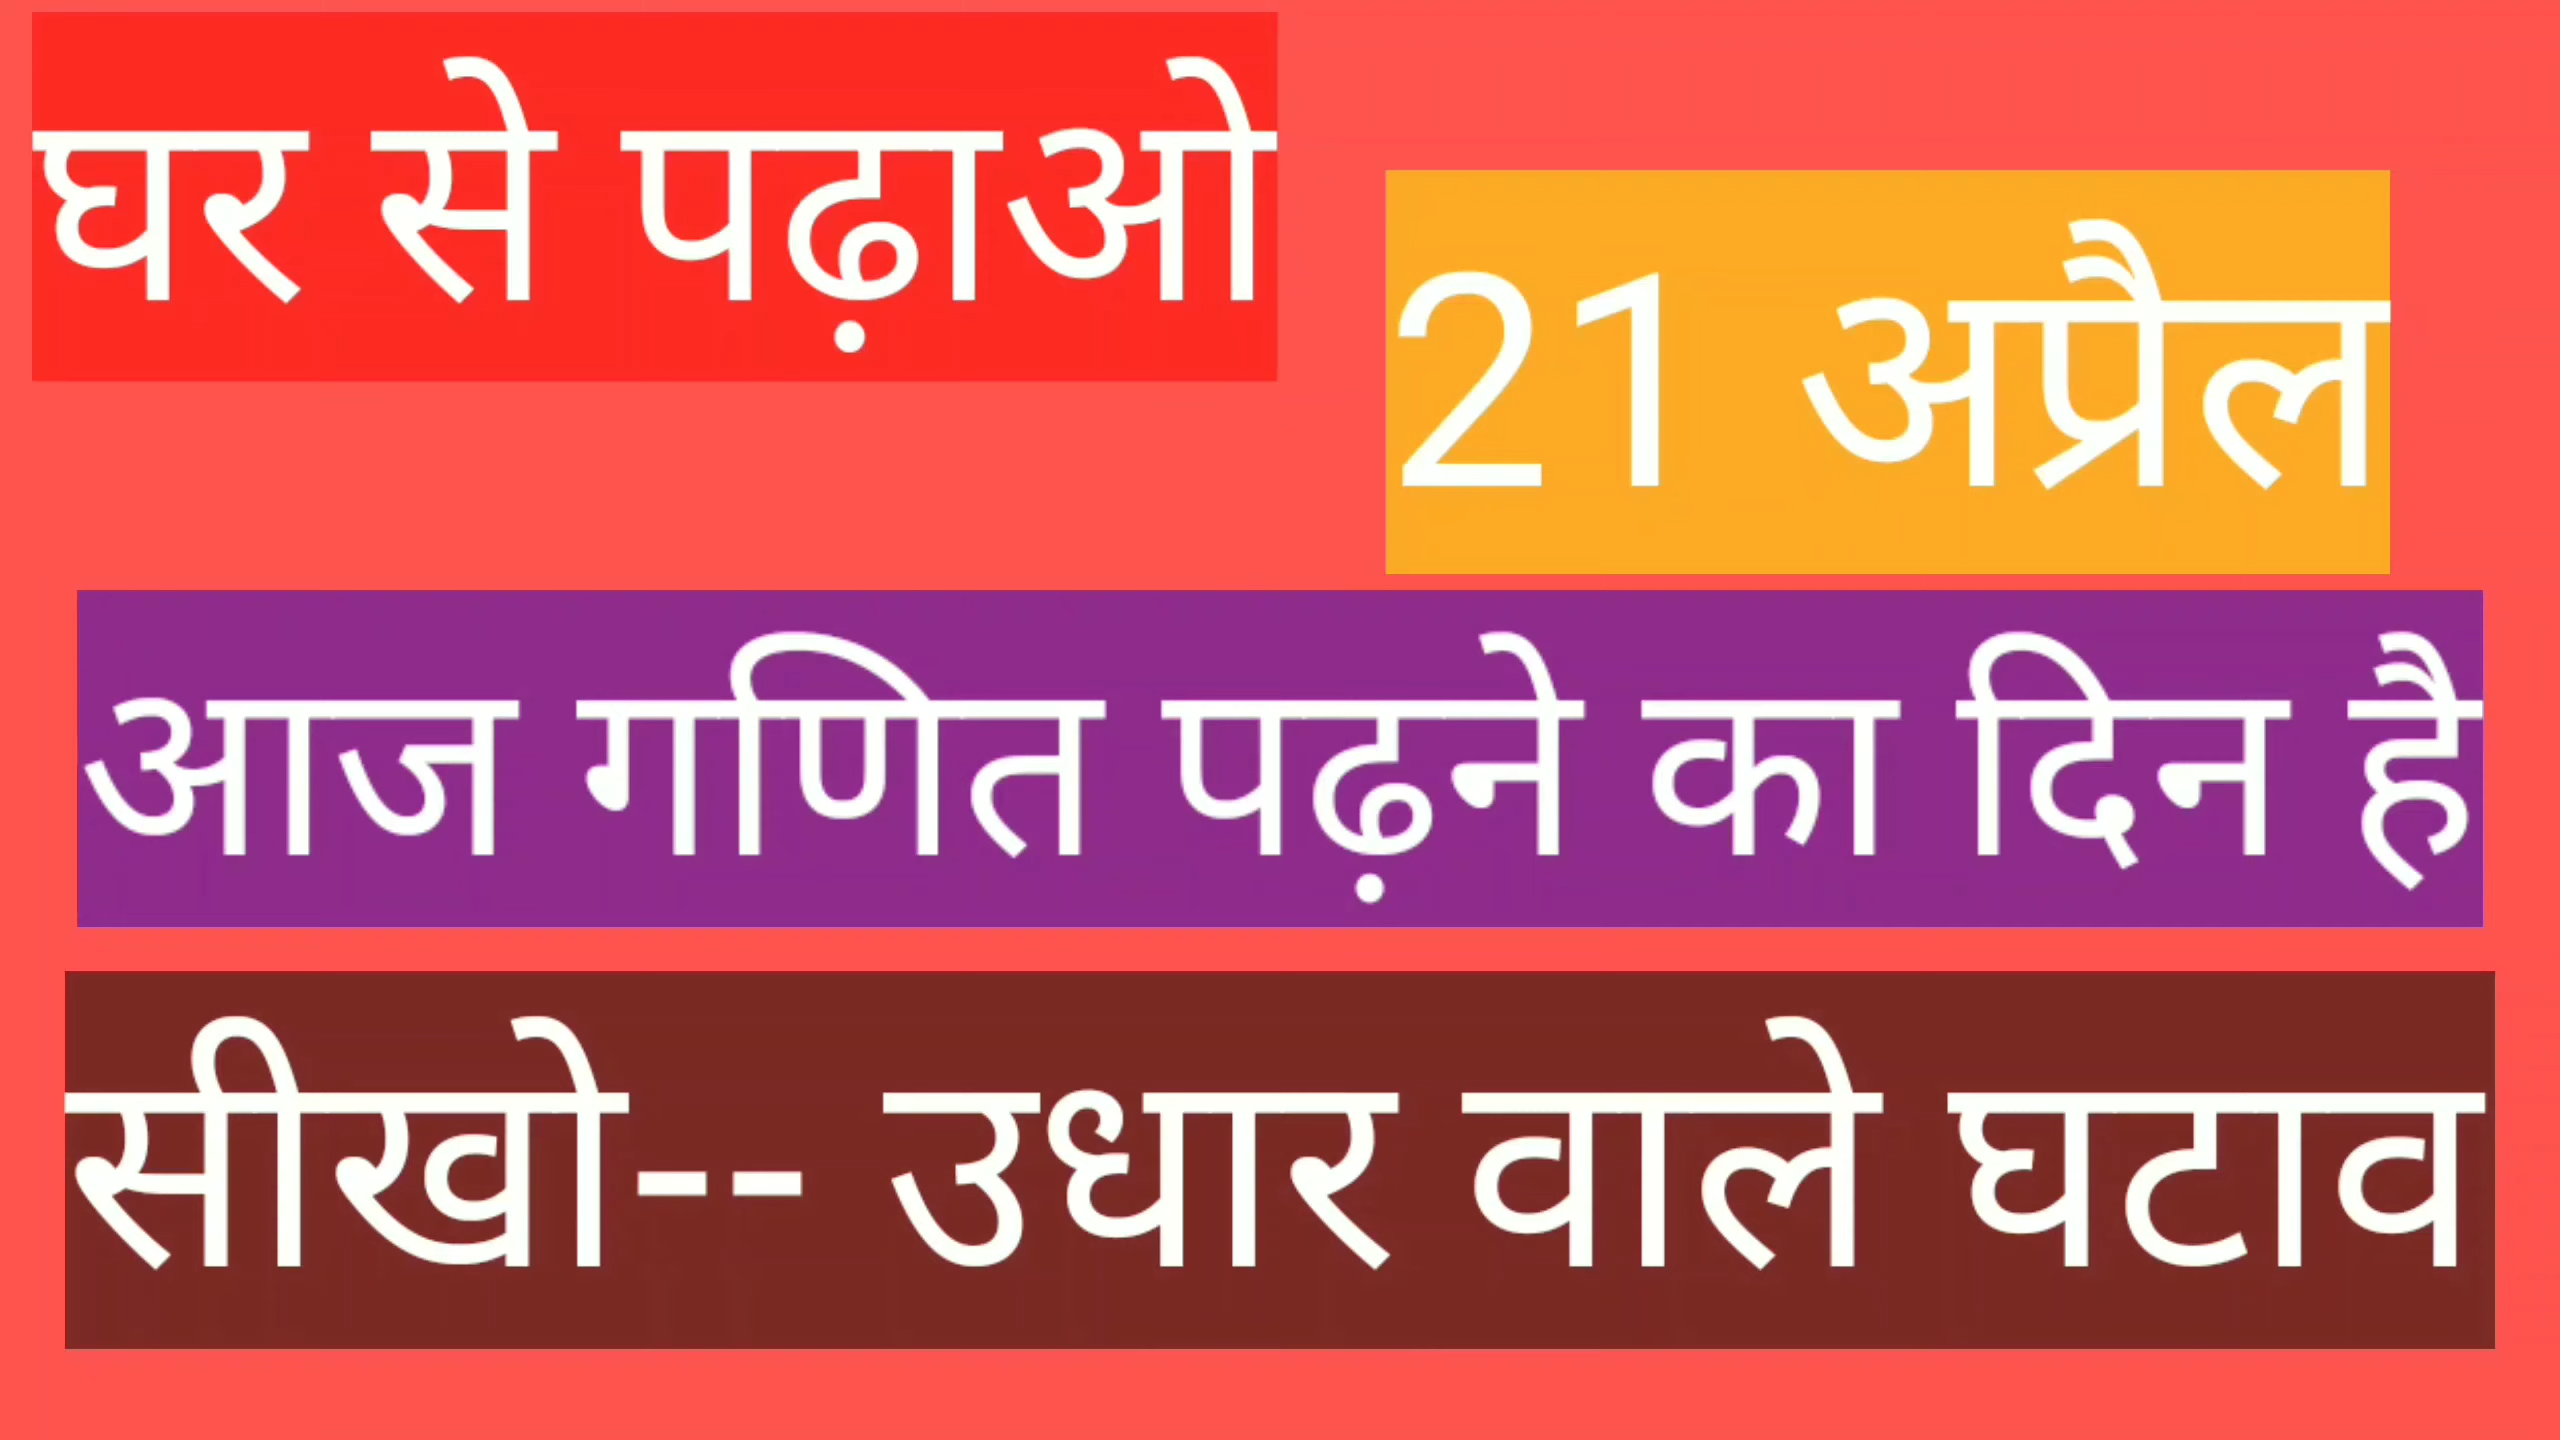 घर से पढ़ाओ
21 अप्रैल
आज गणित पढ़ने का दिन है
सीखो-- उधार वाले घटाव